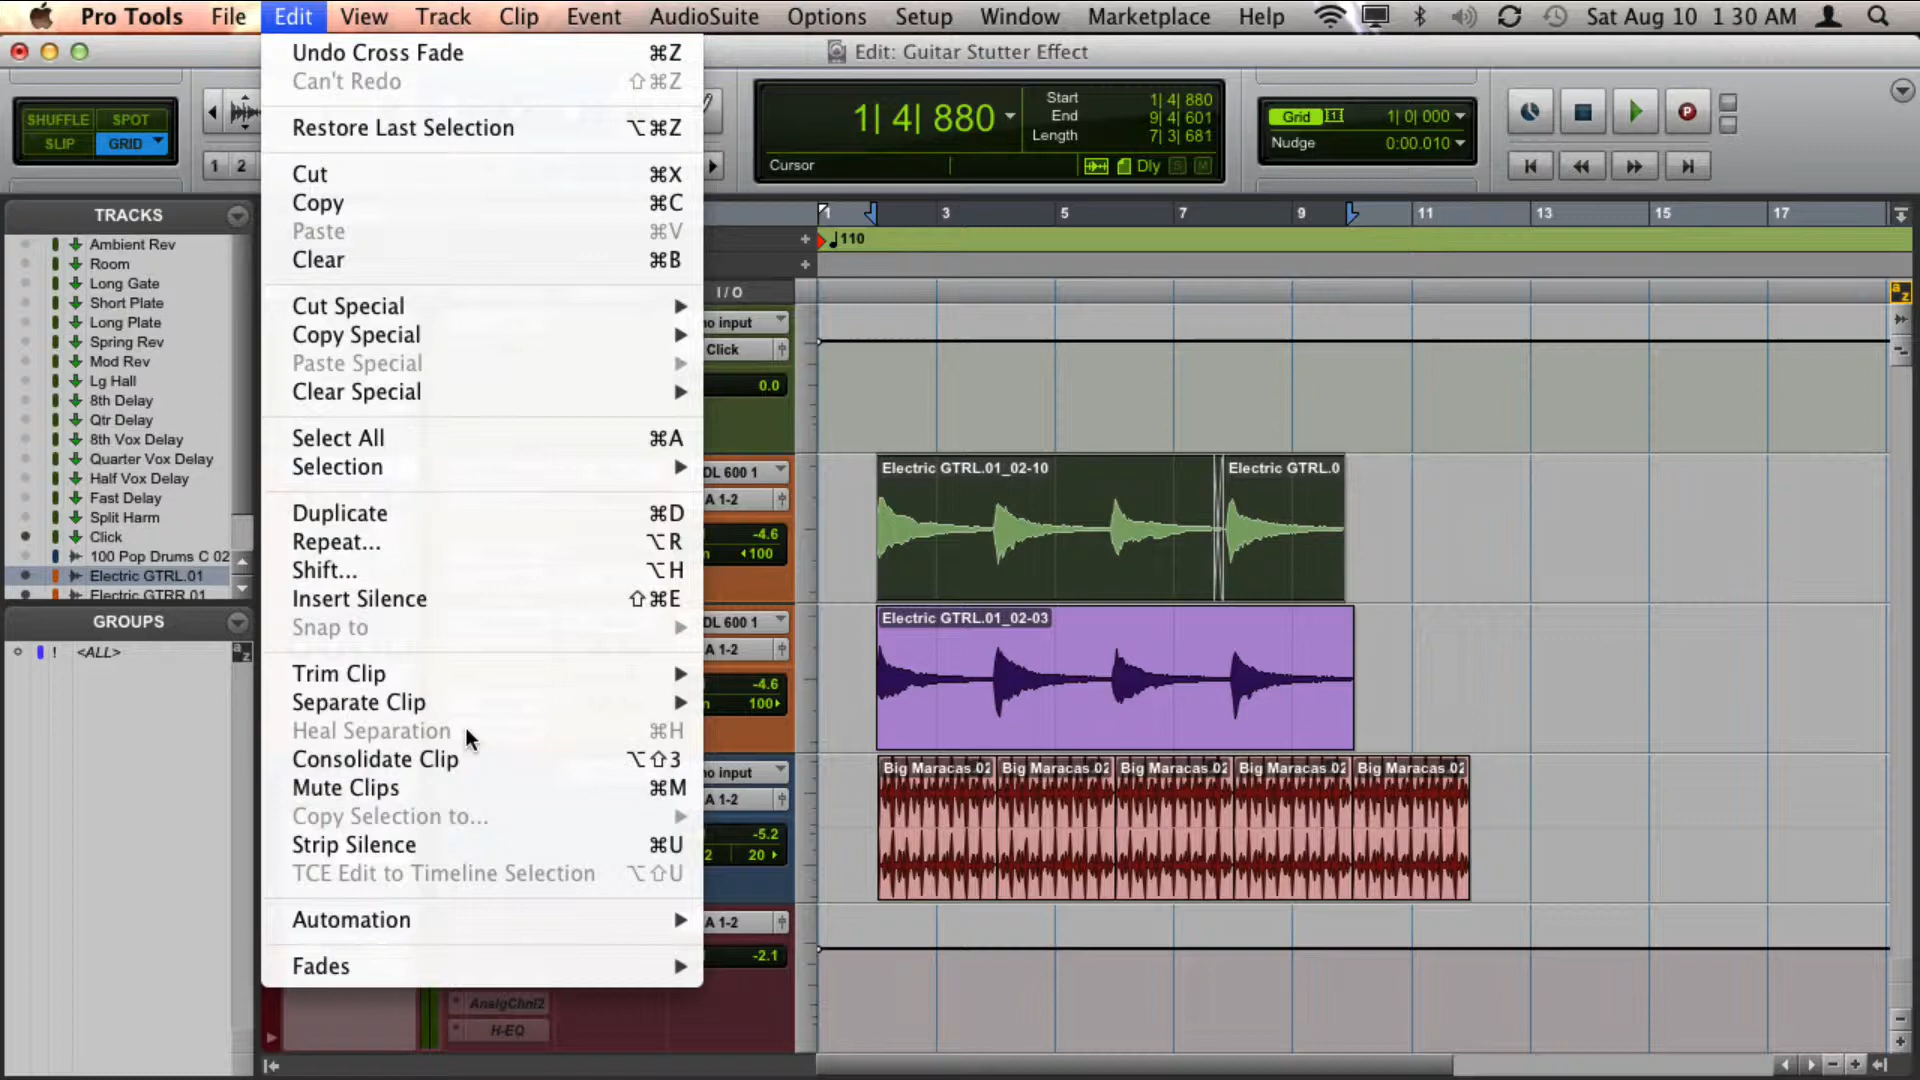 Pro Tools File Edit View Track Clip Event AudioSuite Options Setup Window Marketplace Help Sat Aug 10 1 30 AM
Edit: Guitar Stutter Effect
Undo Cross Fade ⌘Z
Can't Redo ⇧⌘Z
Restore Last Selection ⌥⌘Z
Cut ⌘X
Copy ⌘C
Paste ⌘V
Clear ⌘B
Cut Special
Copy Special
Paste Special
Clear Special
Select All ⌘A
Selection
Duplicate ⌘D
Repeat... ⌥R
Shift... ⌥H
Insert Silence ⇧⌘E
Snap to
Trim Clip
Separate Clip
Heal Separation ⌘H
Consolidate Clip ⌥⇧3
Mute Clips ⌘M
Copy Selection to...
Strip Silence ⌘U
TCE Edit to Timeline Selection ⌥⇧U
Automation
Fades
SHUFFLE SPOT
SLIP GRID
1 2
1| 4| 880
Start 1| 4| 880
End 9| 4| 601
Length 7| 3| 681
Cursor
Dly
Grid 1| 0| 000
Nudge 0:00.010
TRACKS
Ambient Rev
Room
Long Gate
Short Plate
Long Plate
Spring Rev
Mod Rev
Lg Hall
8th Delay
Qtr Delay
8th Vox Delay
Quarter Vox Delay
Half Vox Delay
Fast Delay
Split Harm
Click
100 Pop Drums C 02
Electric GTRL.01
Electric GTRR.01
GROUPS
! <ALL>
a z
1 3 5 7 9 11 13 15 17
110
I / O
no input
Click
0.0
DL 600 1
A 1-2
-4.6
100
DL 600 1
A 1-2
-4.6
100
no input
A 1-2
-5.2
2 20
A 1-2
-2.1
AnalgChnl2
H-EQ
Electric GTRL.01_02-10
Electric GTRL.0
Electric GTRL.01_02-03
Big Maracas 02 Big Maracas 02 Big Maracas 02 Big Maracas 02 Big Maracas 02